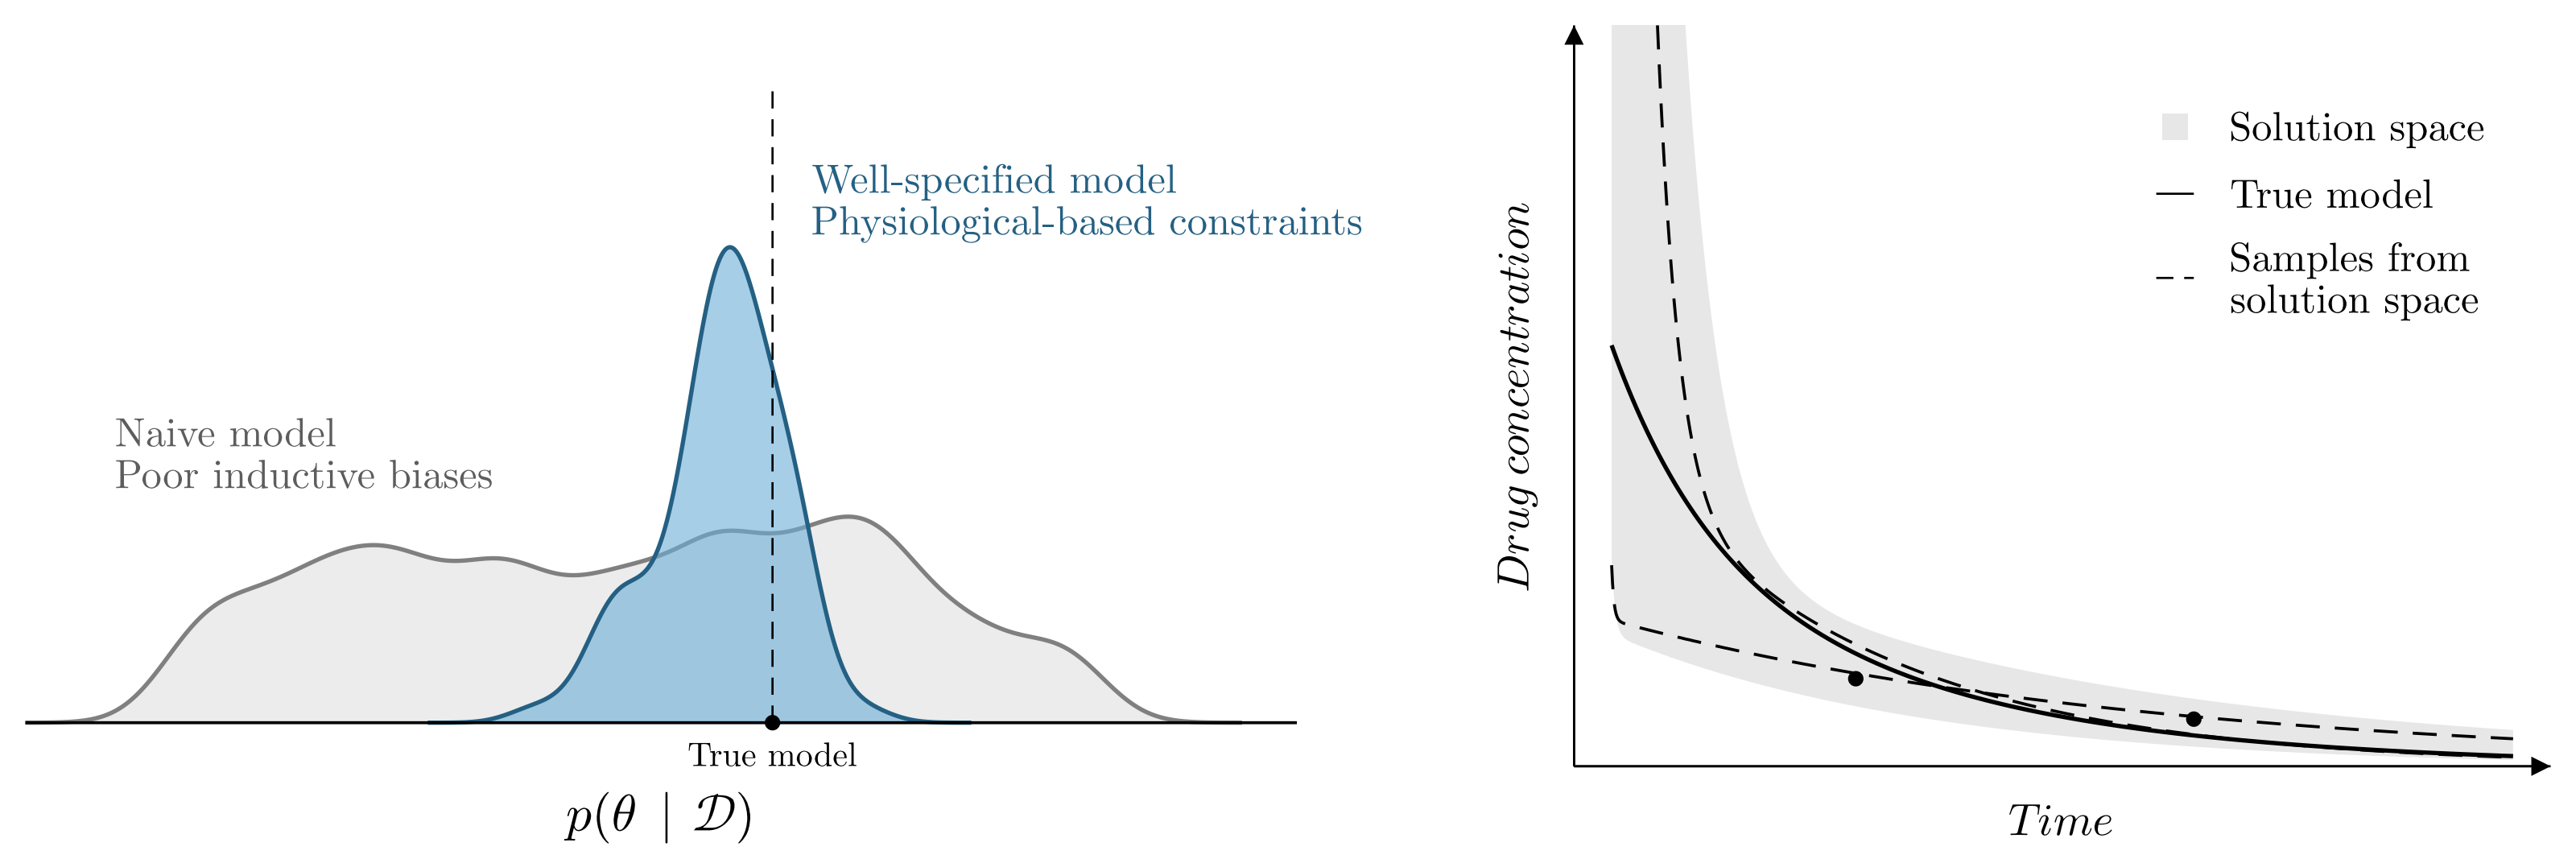 Well-specified model
Physiological-based constraints
Naive model
Poor inductive biases
True model
p(θ | 𝒟)
Drug concentration
Solution space
True model
Samples from
solution space
Time